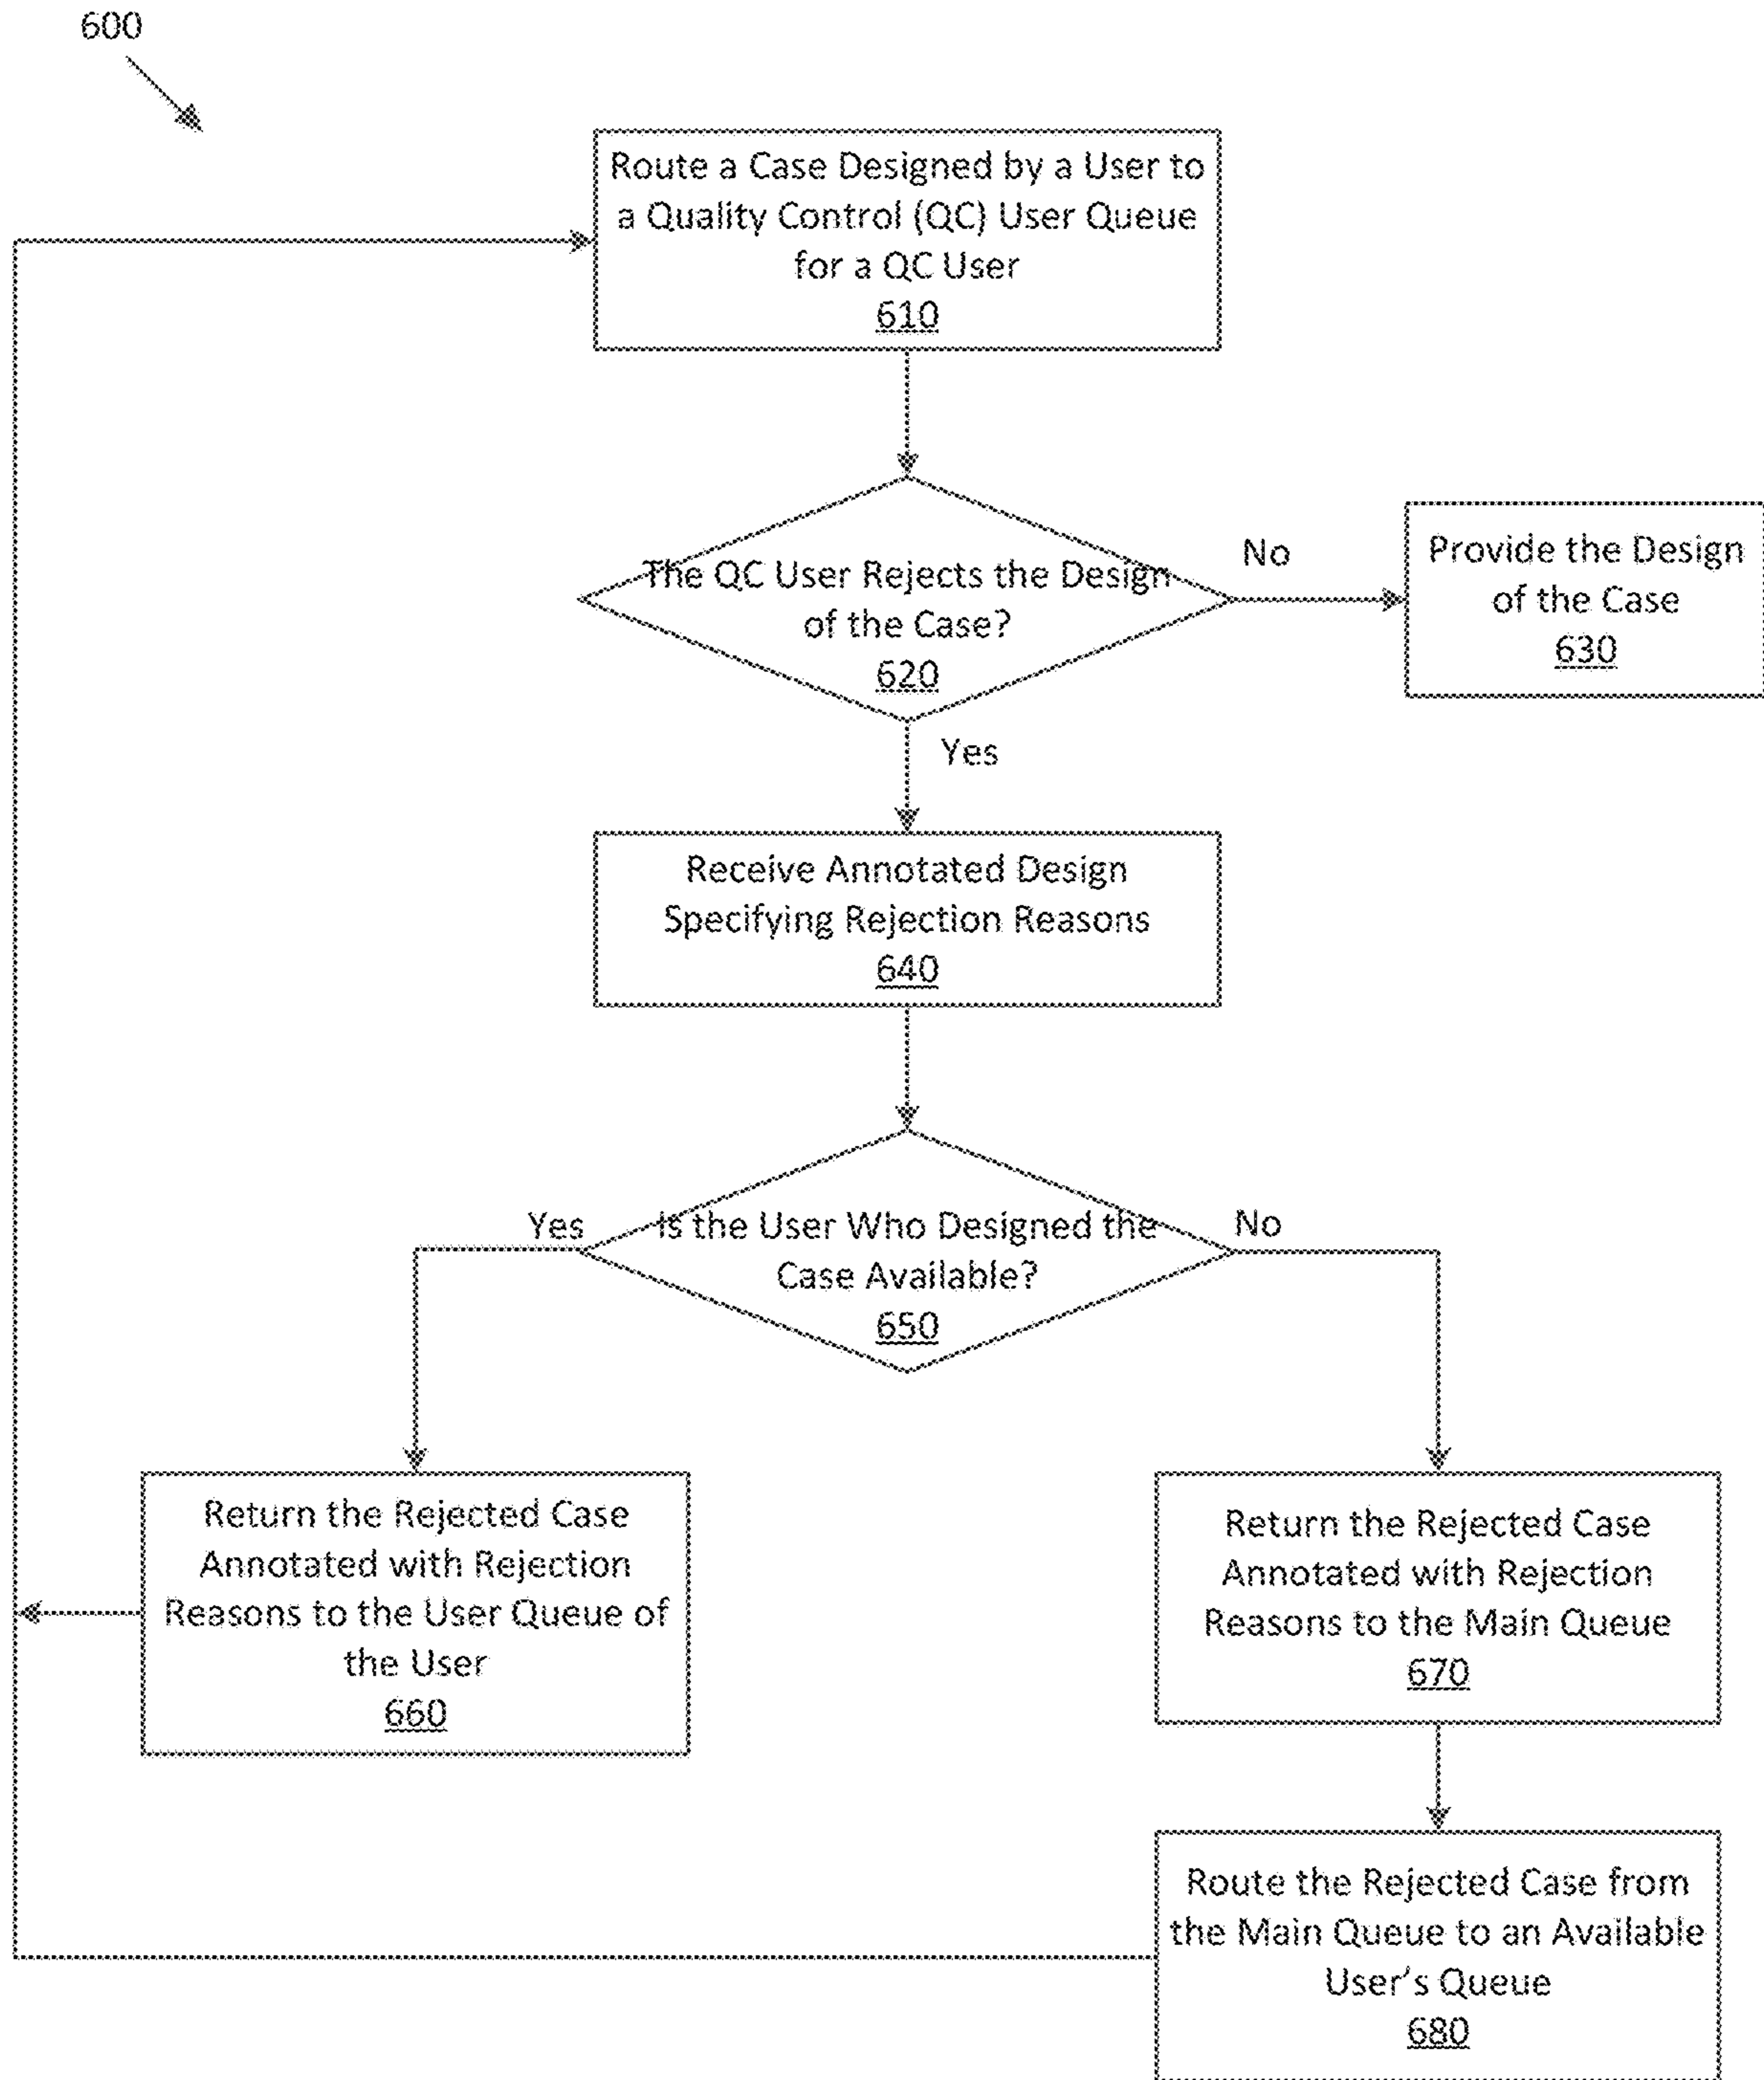 600
Route a Case Designed by a User to
a Quality Control (QC) User Queue
for a QC User
610
The QC User Rejects the Design
of the Case?
620
No
Provide the Design
of the Case
630
Yes
Receive Annotated Design
Specifying Rejection Reasons
640
Yes
Is the User Who Designed the
Case Available?
650
No
Return the Rejected Case
Annotated with Rejection
Reasons to the User Queue of
the User
660
Return the Rejected Case
Annotated with Rejection
Reasons to the Main Queue
670
Route the Rejected Case from
the Main Queue to an Available
User's Queue
680